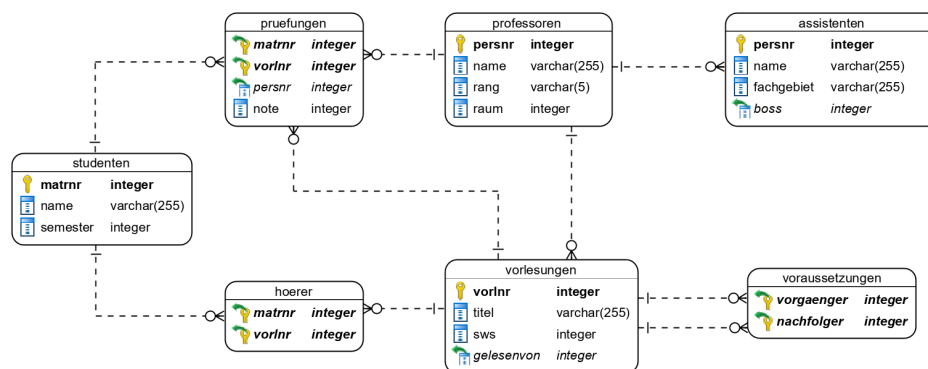 pruefungen
matrnr integer
vorlnr integer
persnr integer
note integer
professoren
persnr integer
name varchar(255)
rang varchar(5)
raum integer
assistenten
persnr integer
name varchar(255)
fachgebiet varchar(255)
boss integer
studenten
matrnr integer
name varchar(255)
semester integer
hoerer
matrnr integer
vorlnr integer
vorlesungen
vorlnr integer
titel varchar(255)
sws integer
gelesenvon integer
voraussetzungen
vorgaenger integer
nachfolger integer